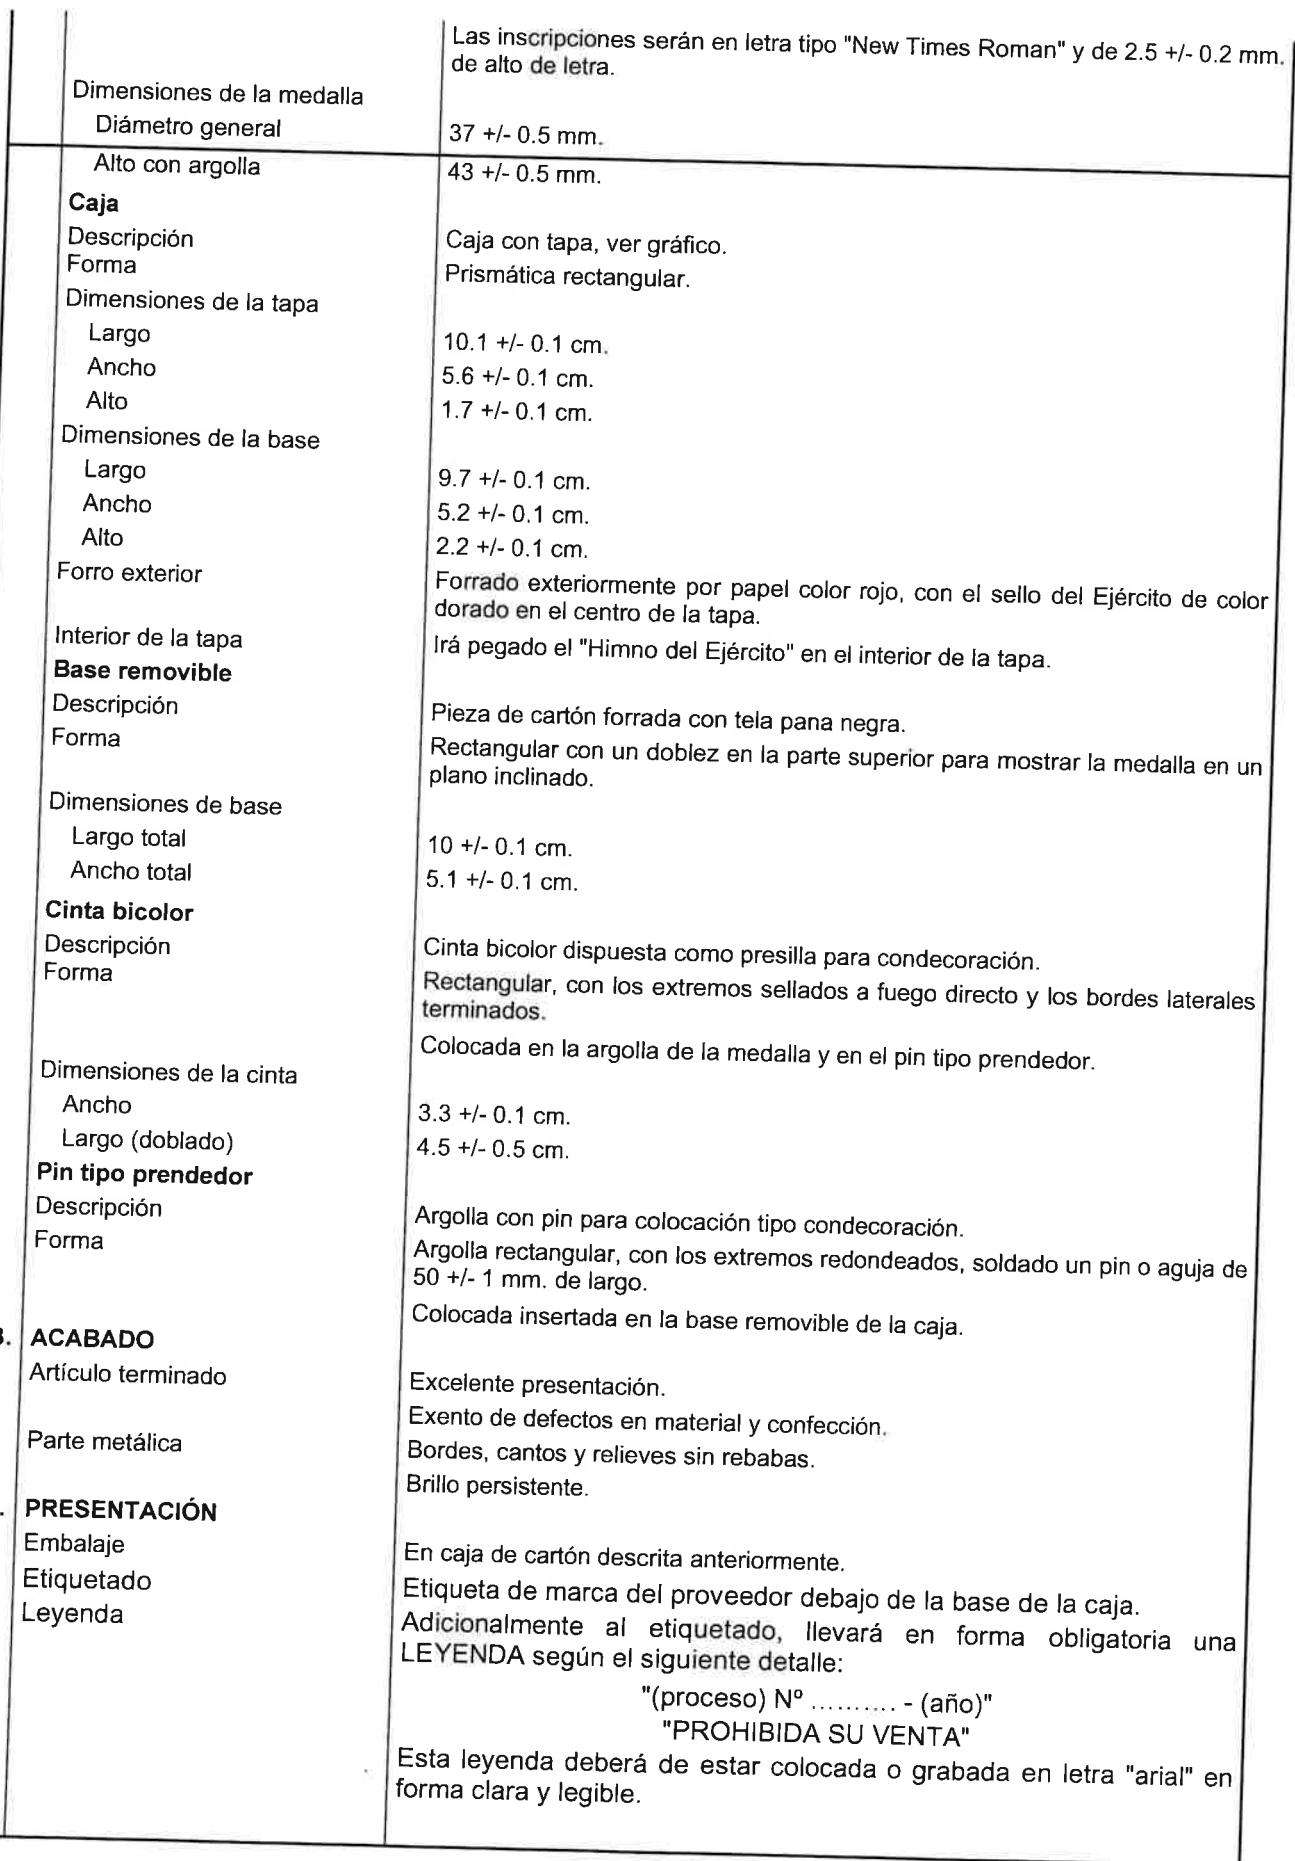 Las inscripciones serán en letra tipo "New Times Roman" y de 2.5 +/- 0.2 mm.
de alto de letra.
Dimensiones de la medalla
Diámetro general 37 +/- 0.5 mm.
Alto con argolla 43 +/- 0.5 mm.
Caja
Descripción Caja con tapa, ver gráfico.
Forma Prismática rectangular.
Dimensiones de la tapa
Largo 10.1 +/- 0.1 cm.
Ancho 5.6 +/- 0.1 cm.
Alto 1.7 +/- 0.1 cm.
Dimensiones de la base
Largo 9.7 +/- 0.1 cm.
Ancho 5.2 +/- 0.1 cm.
Alto 2.2 +/- 0.1 cm.
Forro exterior Forrado exteriormente por papel color rojo, con el sello del Ejército de color
dorado en el centro de la tapa.
Interior de la tapa Irá pegado el "Himno del Ejército" en el interior de la tapa.
Base removible
Descripción Pieza de cartón forrada con tela pana negra.
Forma Rectangular con un doblez en la parte superior para mostrar la medalla en un
plano inclinado.
Dimensiones de base
Largo total 10 +/- 0.1 cm.
Ancho total 5.1 +/- 0.1 cm.
Cinta bicolor
Descripción Cinta bicolor dispuesta como presilla para condecoración.
Forma Rectangular, con los extremos sellados a fuego directo y los bordes laterales
terminados.
Colocada en la argolla de la medalla y en el pin tipo prendedor.
Dimensiones de la cinta
Ancho 3.3 +/- 0.1 cm.
Largo (doblado) 4.5 +/- 0.5 cm.
Pin tipo prendedor
Descripción Argolla con pin para colocación tipo condecoración.
Forma Argolla rectangular, con los extremos redondeados, soldado un pin o aguja de
50 +/- 1 mm. de largo.
Colocada insertada en la base removible de la caja.
ACABADO
Artículo terminado Excelente presentación.
Exento de defectos en material y confección.
Parte metálica Bordes, cantos y relieves sin rebabas.
Brillo persistente.
PRESENTACIÓN
Embalaje En caja de cartón descrita anteriormente.
Etiquetado Etiqueta de marca del proveedor debajo de la base de la caja.
Leyenda Adicionalmente al etiquetado, llevará en forma obligatoria una
LEYENDA según el siguiente detalle:
"(proceso) Nº .......... - (año)"
"PROHIBIDA SU VENTA"
Esta leyenda deberá de estar colocada o grabada en letra "arial" en
forma clara y legible.